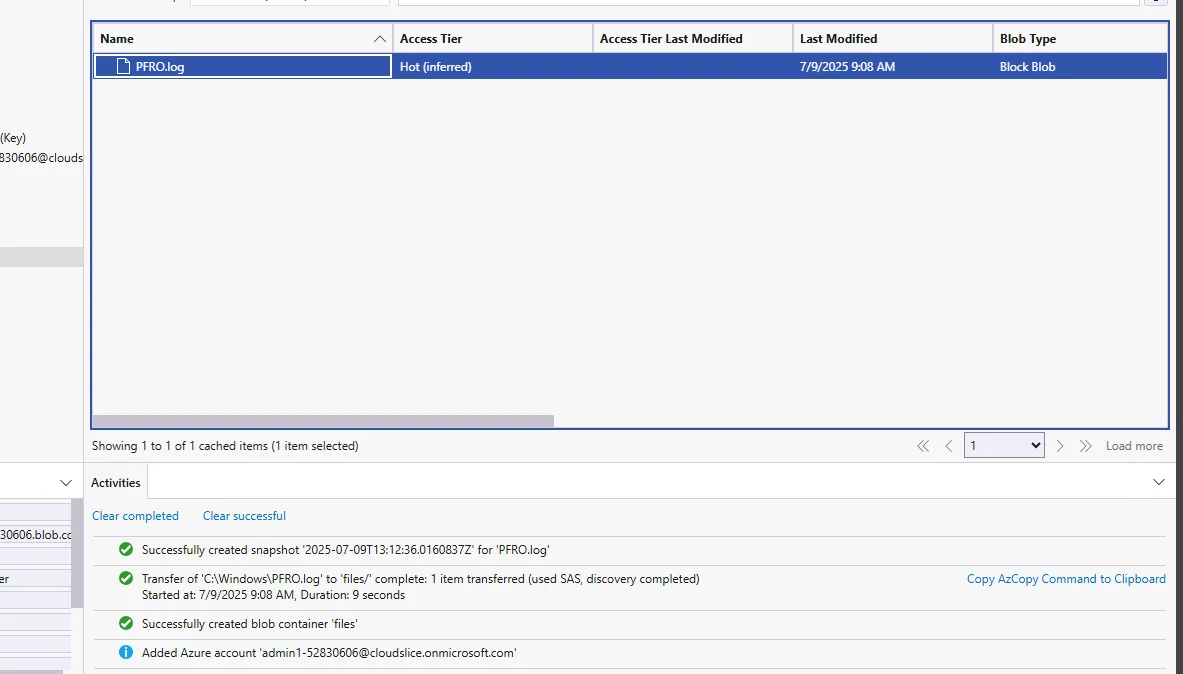 Name Access Tier Access Tier Last Modified Last Modified Blob Type
PFRO.log Hot (inferred) 7/9/2025 9:08 AM Block Blob
(Key)
830606@clouds
Showing 1 to 1 of 1 cached items (1 item selected) 1 Load more
Activities
Clear completed Clear successful
30606.blob.cc
Successfully created snapshot '2025-07-09T13:12:36.0160837Z' for 'PFRO.log'
er
Transfer of 'C:\Windows\PFRO.log' to 'files/' complete: 1 item transferred (used SAS, discovery completed) Copy AzCopy Command to Clipboard
Started at: 7/9/2025 9:08 AM, Duration: 9 seconds
Successfully created blob container 'files'
Added Azure account 'admin1-52830606@cloudslice.onmicrosoft.com'